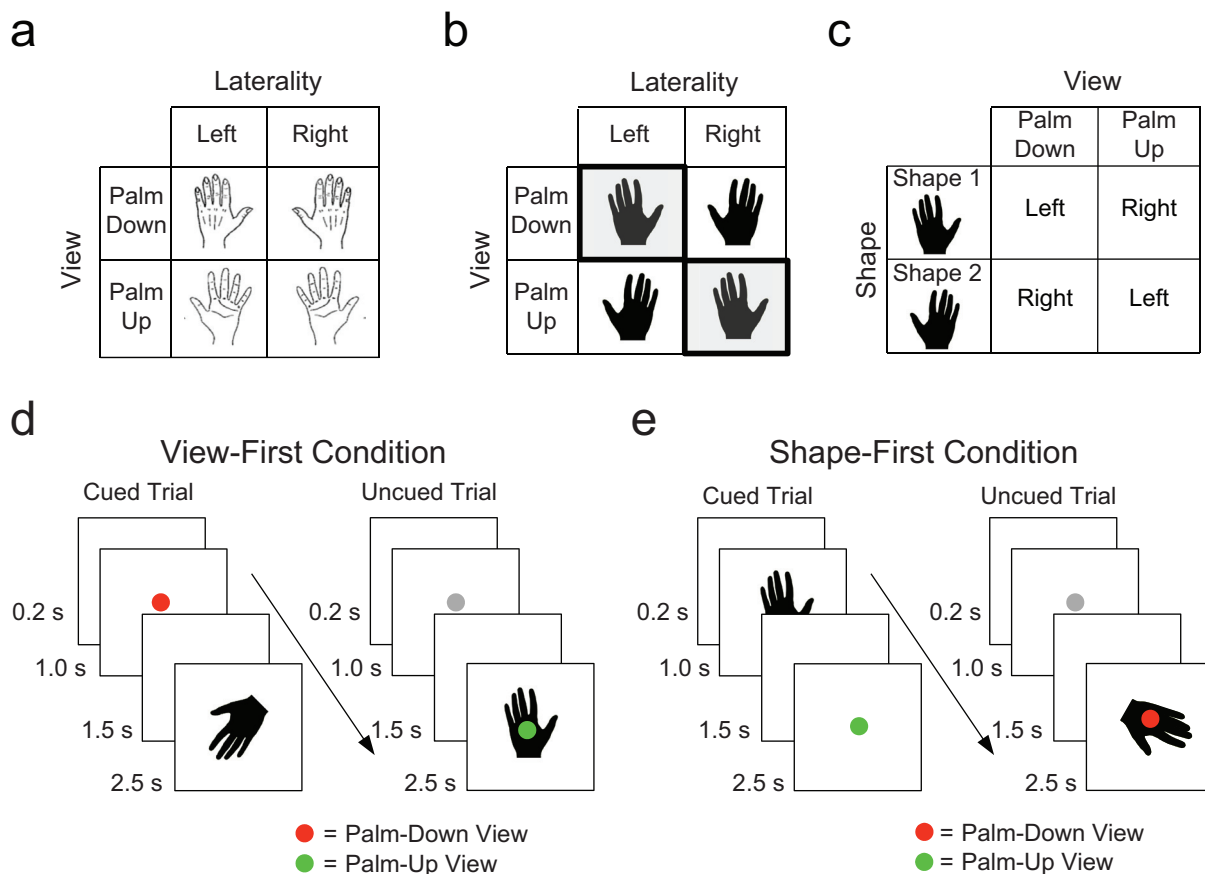 a
Laterality
Left Right
View
Palm
Down
Palm
Up
b
Laterality
Left Right
View
Palm
Down
Palm
Up
c
View
Palm
Down
Palm
Up
Shape
Shape 1
Left Right
Shape 2
Right Left
d
View-First Condition
Cued Trial
0.2 s
1.0 s
1.5 s
2.5 s
Uncued Trial
0.2 s
1.0 s
1.5 s
2.5 s
= Palm-Down View
= Palm-Up View
e
Shape-First Condition
Cued Trial
0.2 s
1.0 s
1.5 s
2.5 s
Uncued Trial
0.2 s
1.0 s
1.5 s
2.5 s
= Palm-Down View
= Palm-Up View